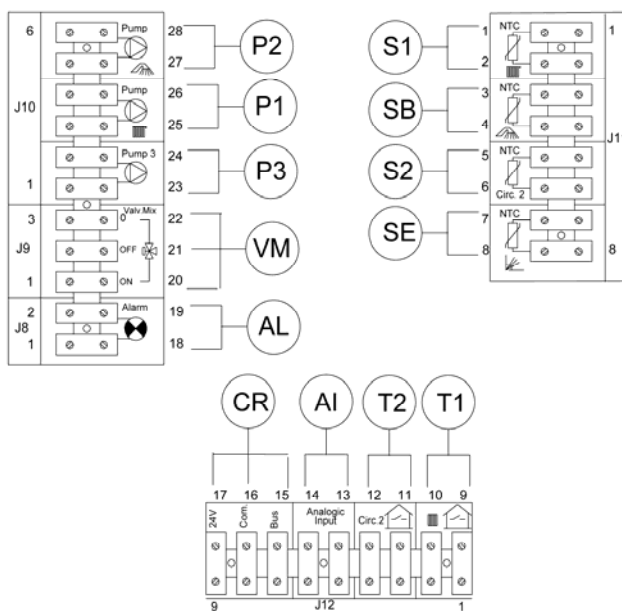 6 Pump 28
27
P2
J10 Pump 26
25
P1
1 Pump 3 24
23
P3
3 Valv.Mix 22
0
J9 OFF 21
VM
1 ON 20
2 Alarm 19
J8
1 18
AL
S1 1 NTC 1
2
SB 3 NTC
4
J1
S2 5 NTC
6 Circ. 2
SE 7 NTC
8 8
CR AI T2 T1
17 16 15 14 13 12 11 10 9
24V Com. Bus Analogic Input Circ.2
9 J12 1